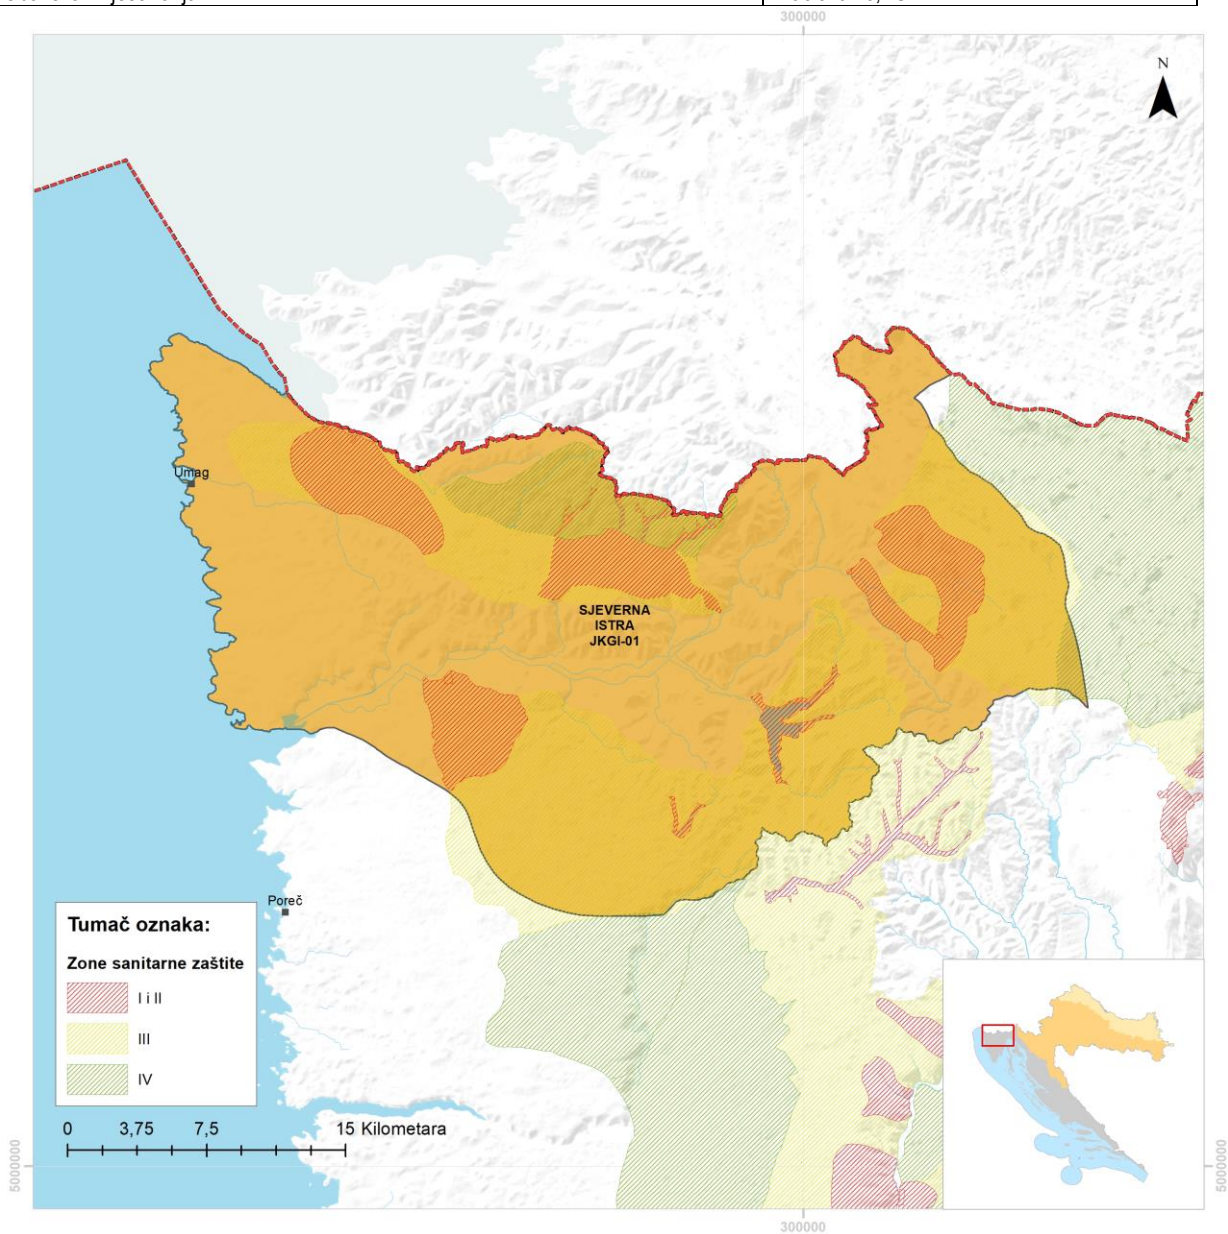 300000
N
Umag
SJEVERNA
ISTRA
JKGI-01
Poreč
Tumač oznaka:
Zone sanitarne zaštite
I i II
III
IV
0 3,75 7,5 15 Kilometara
5000000
5000000
300000